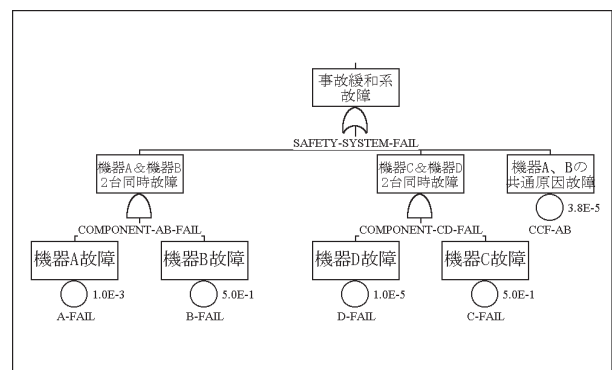 事故緩和系
故障
SAFETY-SYSTEM-FAIL
機器A&機器B
2台同時故障
機器C&機器D
2台同時故障
機器A、Bの
共通原因故障
3.8E-5
CCF-AB
COMPONENT-AB-FAIL
COMPONENT-CD-FAIL
機器A故障
機器B故障
機器D故障
機器C故障
1.0E-3
5.0E-1
1.0E-5
5.0E-1
A-FAIL
B-FAIL
D-FAIL
C-FAIL